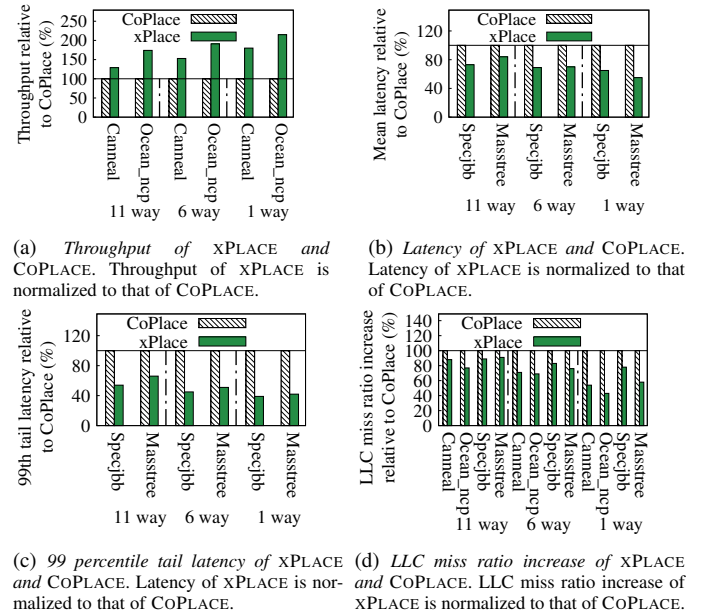 Throughput relative
to CoPlace (%)
250
200
150
100
50
0
CoPlace
xPlace
Canneal
Ocean_ncp
Canneal
Ocean_ncp
Canneal
Ocean_ncp
11 way 6 way 1 way
(a) Throughput of XPLACE and
COPLACE. Throughput of XPLACE is
normalized to that of COPLACE.
Mean latency relative
to CoPlace (%)
120
80
40
0
CoPlace
xPlace
Specjbb
Masstree
Specjbb
Masstree
Specjbb
Masstree
11 way 6 way 1 way
(b) Latency of XPLACE and COPLACE.
Latency of XPLACE is normalized to that
of COPLACE.
99th tail latency relative
to CoPlace (%)
120
80
40
0
CoPlace
xPlace
Specjbb
Masstree
Specjbb
Masstree
Specjbb
Masstree
11 way 6 way 1 way
(c) 99 percentile tail latency of XPLACE
and COPLACE. Latency of XPLACE is nor-
malized to that of COPLACE.
LLC miss ratio increase
relative to CoPlace (%)
140
120
100
80
60
40
20
0
CoPlace
xPlace
Canneal
Ocean_ncp
Specjbb
Masstree
Canneal
Ocean_ncp
Specjbb
Masstree
Canneal
Ocean_ncp
Specjbb
Masstree
11 way 6 way 1 way
(d) LLC miss ratio increase of XPLACE
and COPLACE. LLC miss ratio increase of
XPLACE is normalized to that of COPLACE.